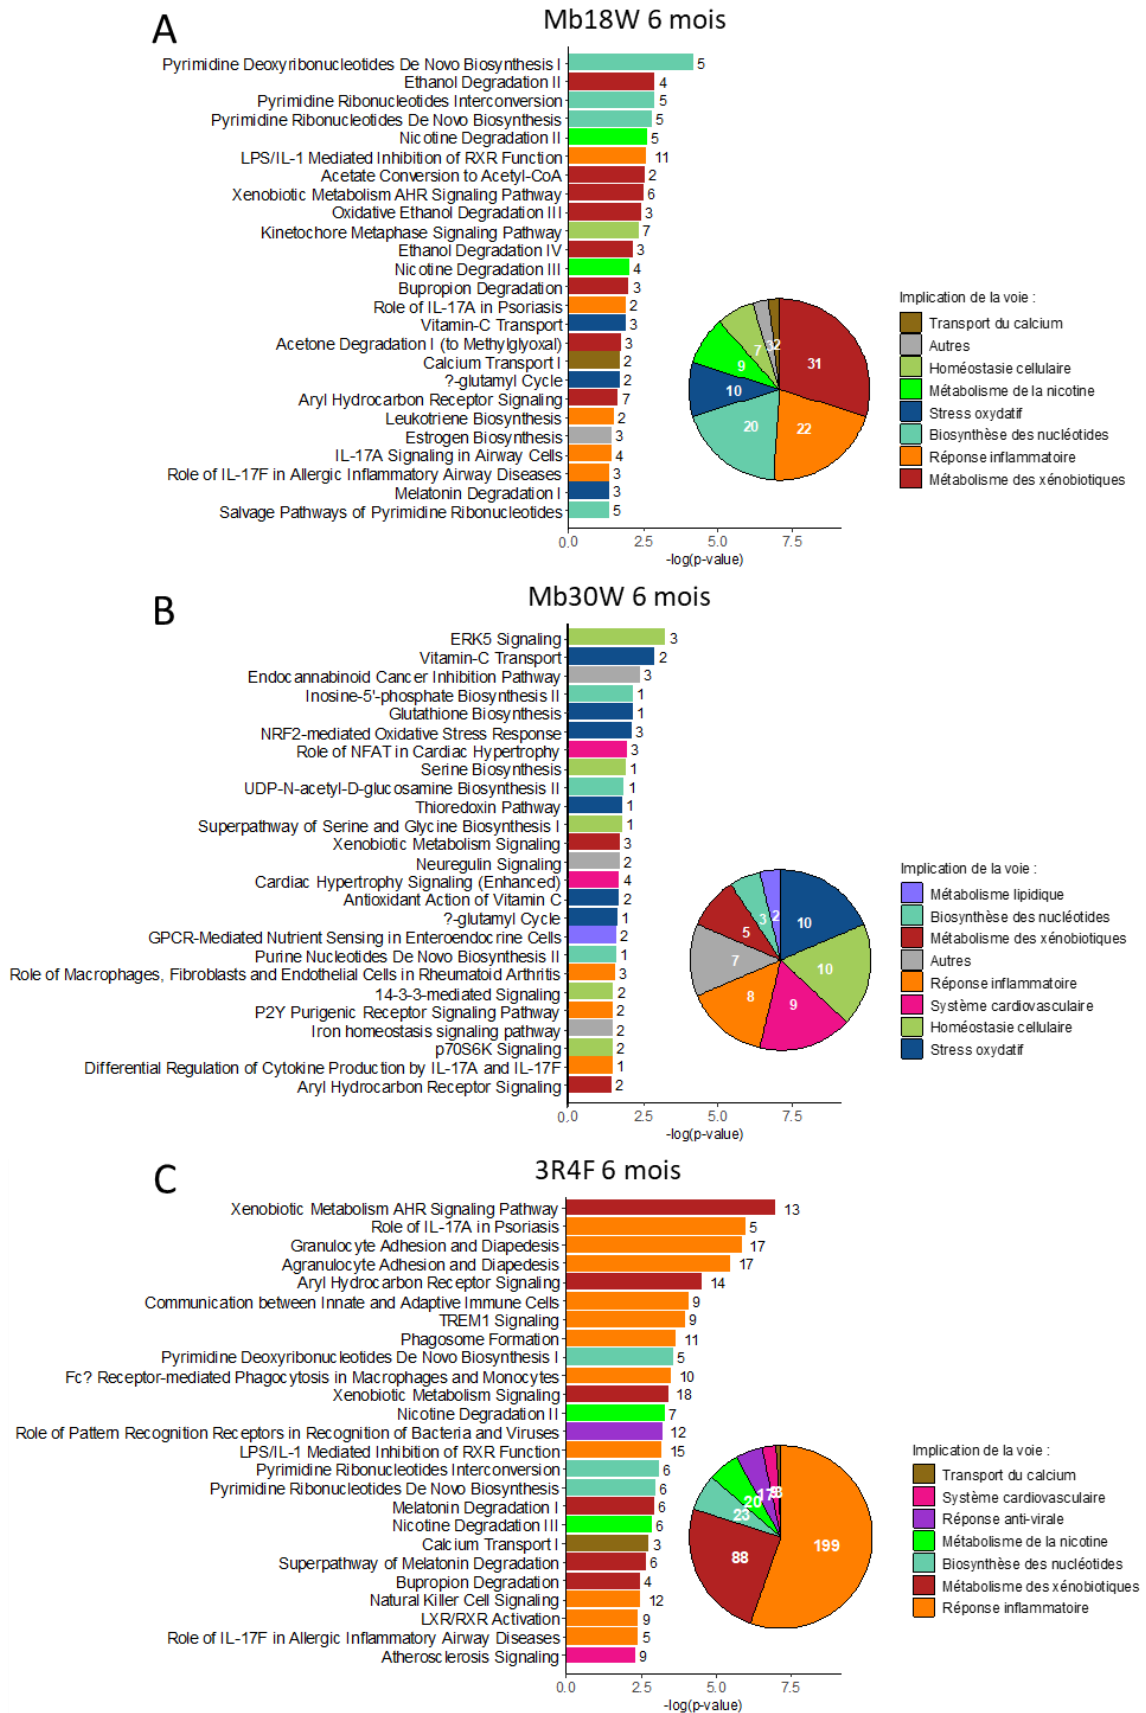 A
Mb18W 6 mois
Pyrimidine Deoxyribonucleotides De Novo Biosynthesis I 5
Ethanol Degradation II 4
Pyrimidine Ribonucleotides Interconversion 5
Pyrimidine Ribonucleotides De Novo Biosynthesis 5
Nicotine Degradation II 5
LPS/IL-1 Mediated Inhibition of RXR Function 11
Acetate Conversion to Acetyl-CoA 2
Xenobiotic Metabolism AHR Signaling Pathway 6
Oxidative Ethanol Degradation III 3
Kinetochore Metaphase Signaling Pathway 7
Ethanol Degradation IV 3
Nicotine Degradation III 4
Bupropion Degradation 3
Role of IL-17A in Psoriasis 2
Vitamin-C Transport 3
Acetone Degradation I (to Methylglyoxal) 3
Calcium Transport I 2
?-glutamyl Cycle 2
Aryl Hydrocarbon Receptor Signaling 7
Leukotriene Biosynthesis 2
Estrogen Biosynthesis 3
IL-17A Signaling in Airway Cells 4
Role of IL-17F in Allergic Inflammatory Airway Diseases 3
Melatonin Degradation I 3
Salvage Pathways of Pyrimidine Ribonucleotides 5
0.0 2.5 5.0 7.5
-log(p-value)
31
22
20
10
9
7
3
2
Implication de la voie :
Transport du calcium
Autres
Homéostasie cellulaire
Métabolisme de la nicotine
Stress oxydatif
Biosynthèse des nucléotides
Réponse inflammatoire
Métabolisme des xénobiotiques
B
Mb30W 6 mois
ERK5 Signaling 3
Vitamin-C Transport 2
Endocannabinoid Cancer Inhibition Pathway 3
Inosine-5'-phosphate Biosynthesis II 1
Glutathione Biosynthesis 1
NRF2-mediated Oxidative Stress Response 3
Role of NFAT in Cardiac Hypertrophy 3
Serine Biosynthesis 1
UDP-N-acetyl-D-glucosamine Biosynthesis II 1
Thioredoxin Pathway 1
Superpathway of Serine and Glycine Biosynthesis I 1
Xenobiotic Metabolism Signaling 3
Neuregulin Signaling 2
Cardiac Hypertrophy Signaling (Enhanced) 4
Antioxidant Action of Vitamin C 2
?-glutamyl Cycle 1
GPCR-Mediated Nutrient Sensing in Enteroendocrine Cells 2
Purine Nucleotides De Novo Biosynthesis II 1
Role of Macrophages, Fibroblasts and Endothelial Cells in Rheumatoid Arthritis 3
14-3-3-mediated Signaling 2
P2Y Purigenic Receptor Signaling Pathway 2
Iron homeostasis signaling pathway 2
p70S6K Signaling 2
Differential Regulation of Cytokine Production by IL-17A and IL-17F 1
Aryl Hydrocarbon Receptor Signaling 2
0.0 2.5 5.0 7.5
-log(p-value)
10
10
9
8
7
5
3
2
Implication de la voie :
Métabolisme lipidique
Biosynthèse des nucléotides
Métabolisme des xénobiotiques
Autres
Réponse inflammatoire
Système cardiovasculaire
Homéostasie cellulaire
Stress oxydatif
C
3R4F 6 mois
Xenobiotic Metabolism AHR Signaling Pathway 13
Role of IL-17A in Psoriasis 5
Granulocyte Adhesion and Diapedesis 17
Agranulocyte Adhesion and Diapedesis 17
Aryl Hydrocarbon Receptor Signaling 14
Communication between Innate and Adaptive Immune Cells 9
TREM1 Signaling 9
Phagosome Formation 11
Pyrimidine Deoxyribonucleotides De Novo Biosynthesis I 5
Fc? Receptor-mediated Phagocytosis in Macrophages and Monocytes 10
Xenobiotic Metabolism Signaling 18
Nicotine Degradation II 7
Role of Pattern Recognition Receptors in Recognition of Bacteria and Viruses 12
LPS/IL-1 Mediated Inhibition of RXR Function 15
Pyrimidine Ribonucleotides Interconversion 6
Pyrimidine Ribonucleotides De Novo Biosynthesis 6
Melatonin Degradation I 6
Nicotine Degradation III 6
Calcium Transport I 3
Superpathway of Melatonin Degradation 6
Bupropion Degradation 4
Natural Killer Cell Signaling 12
LXR/RXR Activation 9
Role of IL-17F in Allergic Inflammatory Airway Diseases 5
Atherosclerosis Signaling 9
0.0 2.5 5.0 7.5
-log(p-value)
199
88
23
20
17
3
Implication de la voie :
Transport du calcium
Système cardiovasculaire
Réponse anti-virale
Métabolisme de la nicotine
Biosynthèse des nucléotides
Métabolisme des xénobiotiques
Réponse inflammatoire